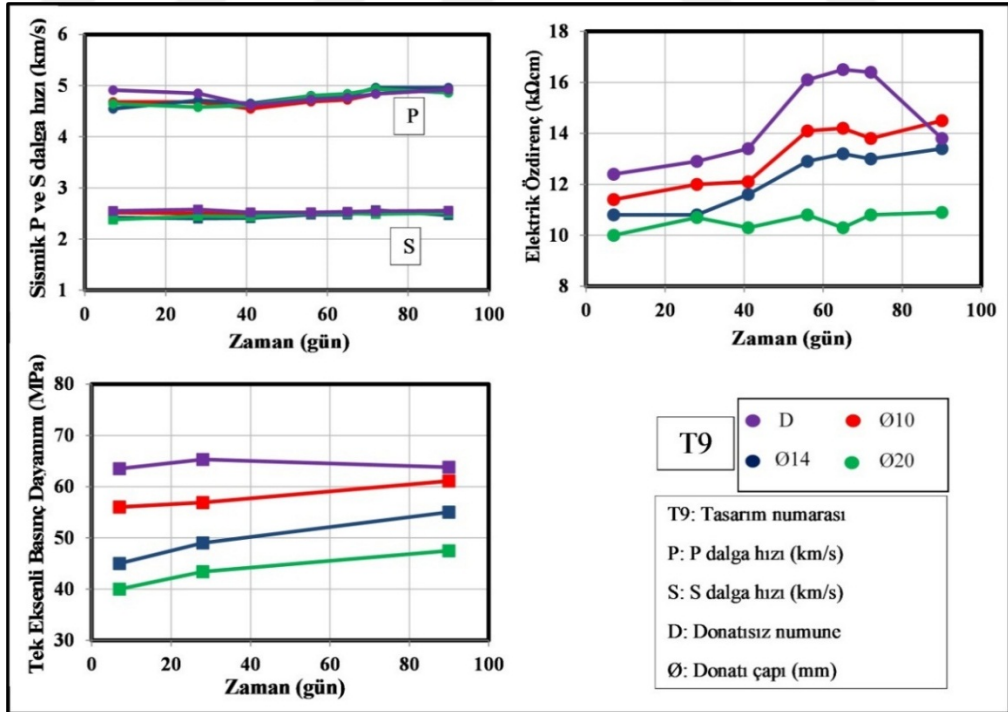 Sismik P ve S dalga hızı (km/s)
6
5
4
3
2
1
P
S
0 20 40 60 80 100
Zaman (gün)
Elektrik Özdirenç (kΩcm)
18
16
14
12
10
8
0 20 40 60 80 100
Zaman (gün)
Tek Eksenli Basınç Dayanımı (MPa)
80
70
60
50
40
30
0 20 40 60 80 100
Zaman (gün)
T9
D Ø10
Ø14 Ø20
T9: Tasarım numarası
P: P dalga hızı (km/s)
S: S dalga hızı (km/s)
D: Donatısız numune
Ø: Donatı çapı (mm)